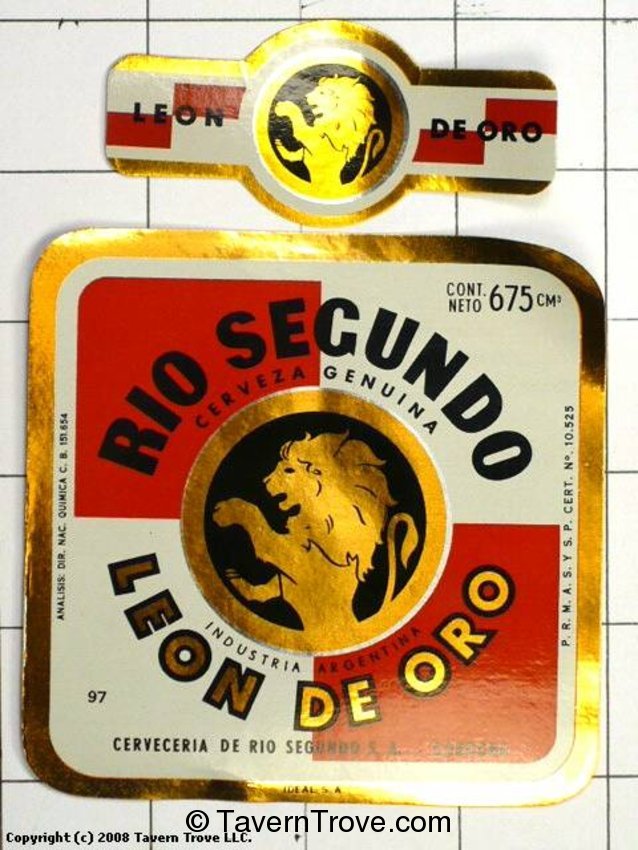 LEON DE ORO
CONT. NETO 675 CM³
RIO SEGUNDO
CERVEZA GENUINA
ANALISIS: DIR. NAC. QUIMICA C. B. 151.654
P. R. M. A. S. Y S. P. CERT. Nº. 10.525
INDUSTRIA ARGENTINA
LEON DE ORO
97
CERVECERIA DE RIO SEGUNDO S. A. CORDOBA
IDEAL S. A.
© TavernTrove.com
Copyright (c) 2008 Tavern Trove LLC.